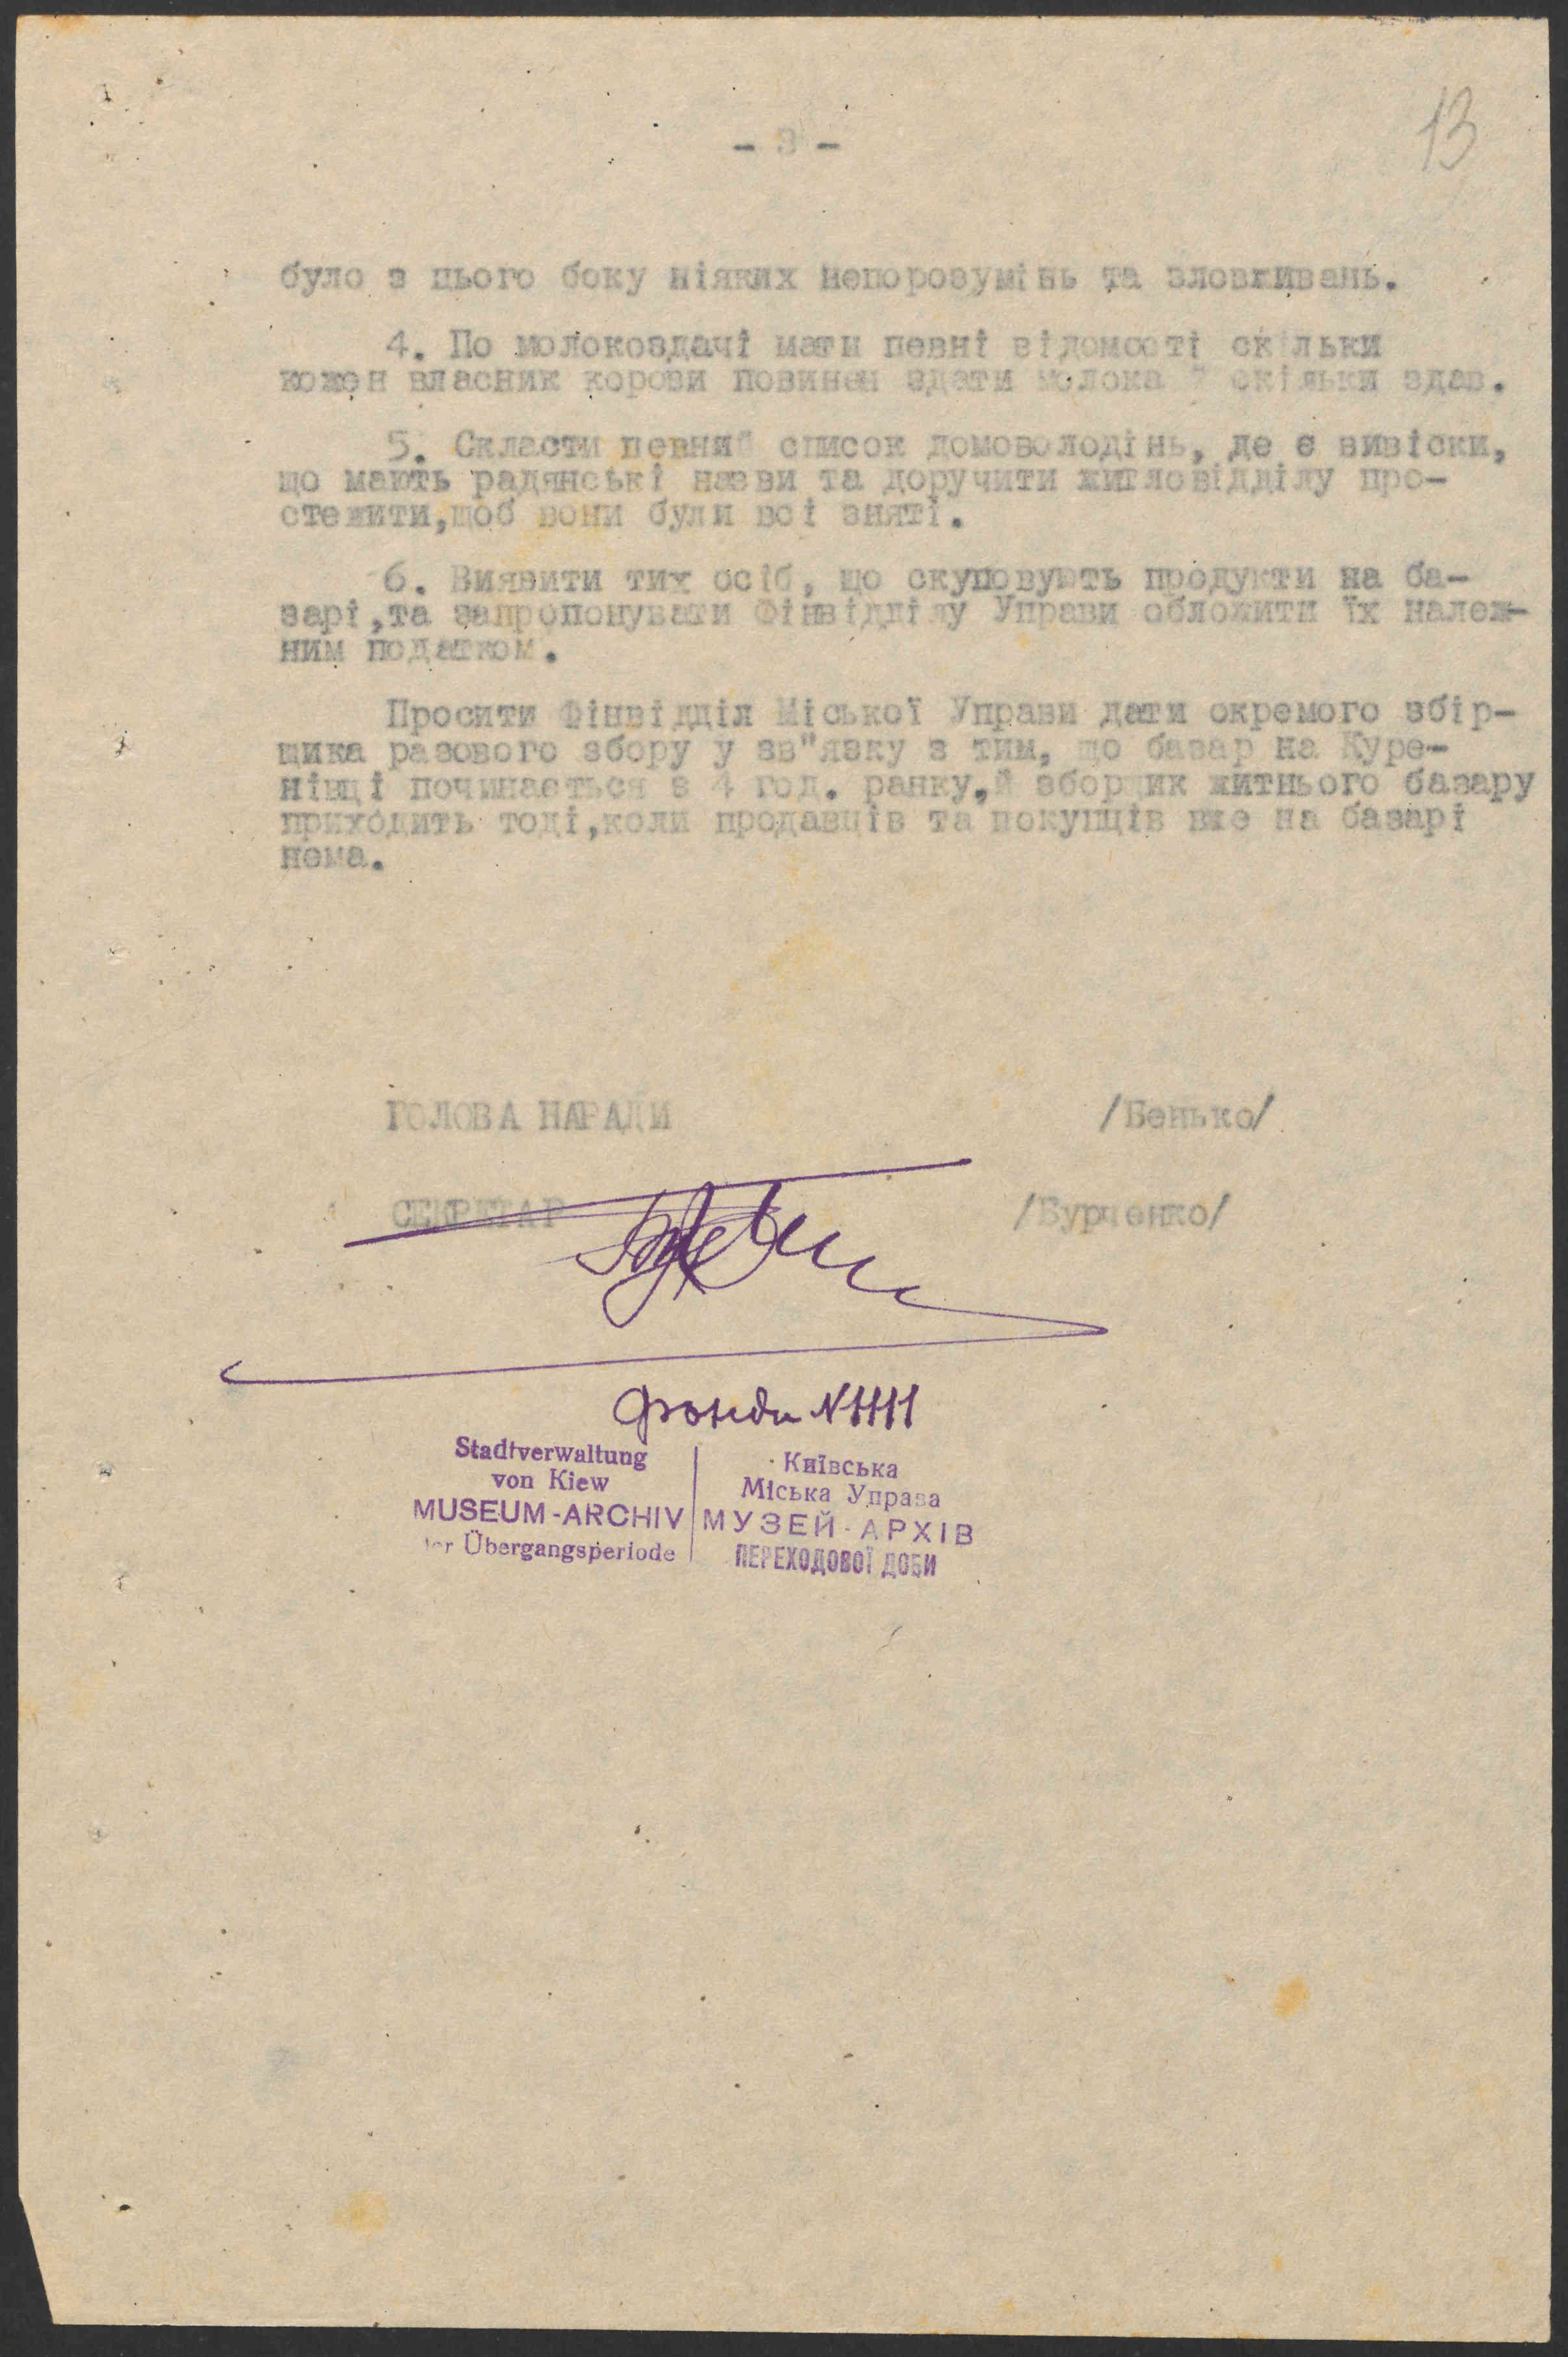 13
- 3 -
було з цього боку ніяких непорозумінь та зловживань.
4. По молокоздачі мати певні відомості скільки
кожен власник корови повинен здати молока й скільки здав.
5. Скласти певний список домоволодінь, де є вивіски,
що мають радянські назви та доручити житловідділу про-
стежити,щоб вони були всі зняті.
6. Виявити тих осіб, що скуповують продукти на ба-
зарі,та запропонувати Фінвідділу Управи обложити їх належ-
ним податком.
Просити Фінвідділ Міської Управи дати окремого збір-
щика разового збору у зв"язку з тим, що базар на Куре-
нівці починається з 4 год. ранку,й зборщик житнього базару
приходить тоді,коли продавців та покупців вже на базарі
нема.
ГОЛОВА НАРАДИ /Бенько/
СЕКРЕТАР /Бурченко/
Фонди N1111
Stadtverwaltung
von Kiew
MUSEUM-ARCHIV
der Übergangsperiode
Київська
Міська Управа
МУЗЕЙ-АРХІВ
ПЕРЕХОДОВОЇ ДОБИ